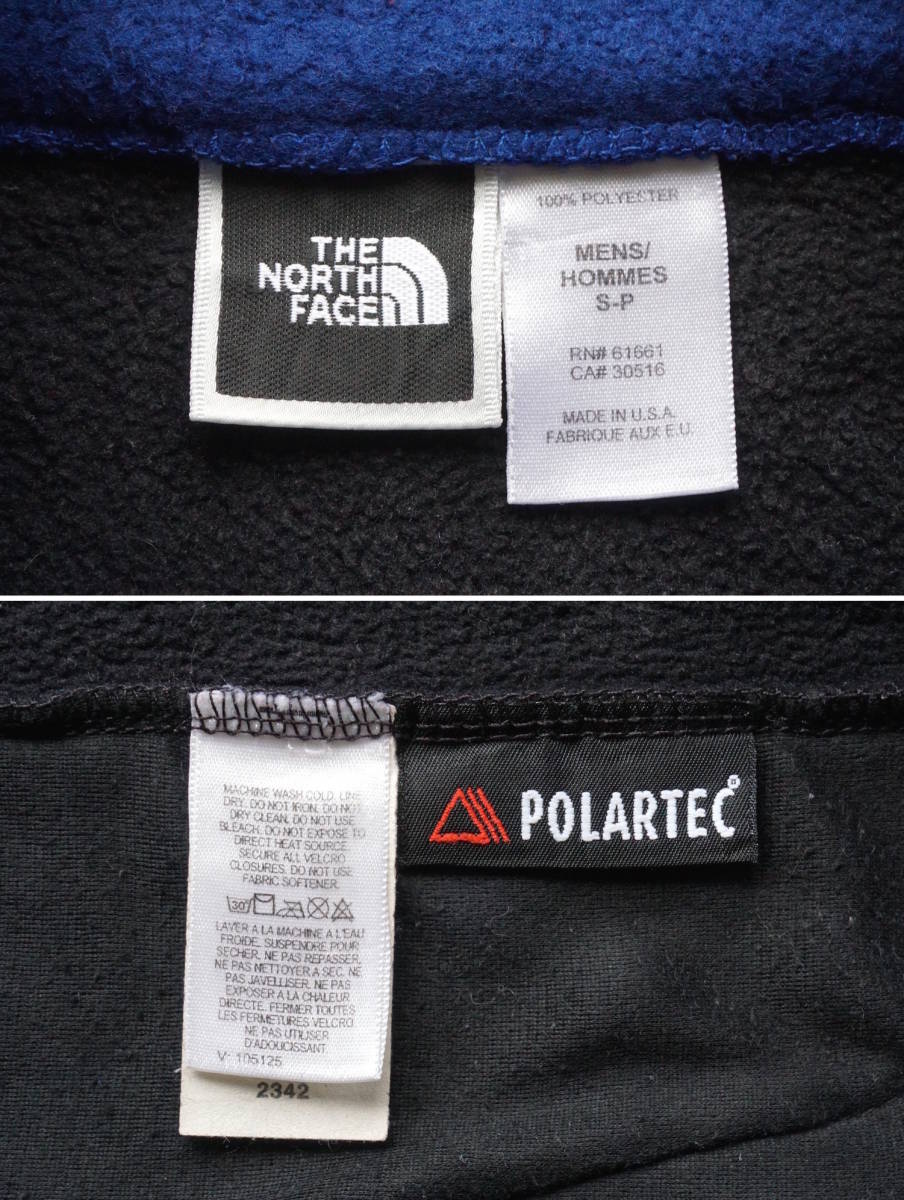 THE
NORTH
FACE
100% POLYESTER
MENS/
HOMMES
S-P
RN# 61661
CA# 30516
MADE IN U.S.A.
FABRIQUE AUX E.U.
MACHINE WASH COLD. LINE
DRY. DO NOT IRON. DO NOT
DRY CLEAN. DO NOT USE
BLEACH. DO NOT EXPOSE TO
DIRECT HEAT SOURCE.
SECURE ALL VELCRO
CLOSURES. DO NOT USE
FABRIC SOFTENER.
30°
LAVER A LA MACHINE A L'EAU
FROIDE. SUSPENDRE POUR
SECHER. NE PAS REPASSER.
NE PAS NETTOYER A SEC. NE
PAS JAVELLISER. NE PAS
EXPOSER A LA CHALEUR
DIRECTE. FERMER TOUTES
LES FERMETURES VELCRO.
NE PAS UTILISER
D'ADOUCISSANT.
V: 105125
2342
POLARTEC®